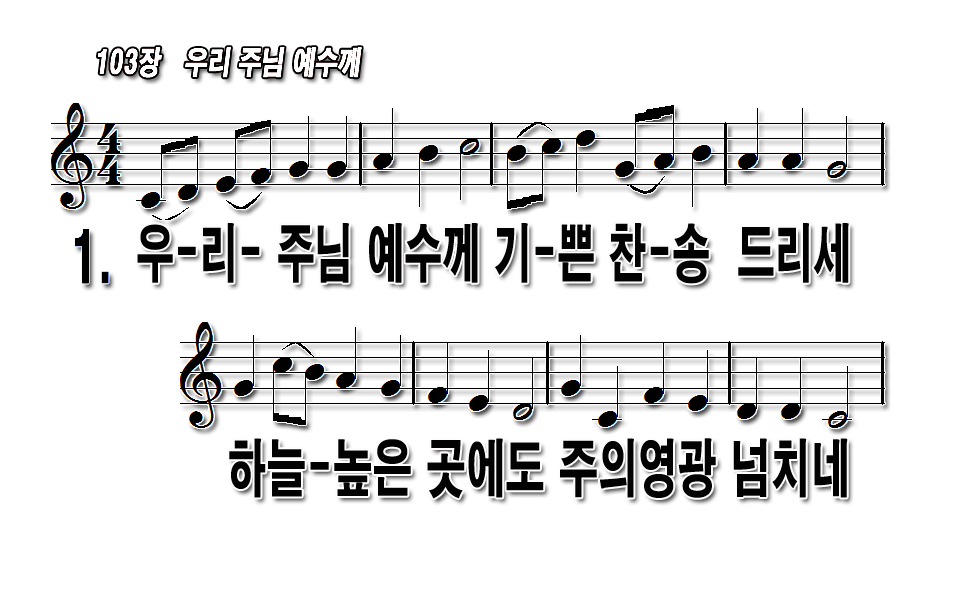 103장 우리 주님 예수께
4
4
1. 우-리- 주님 예수께 기-쁜 찬-송 드리세
하늘-높은 곳에도 주의영광 넘치네